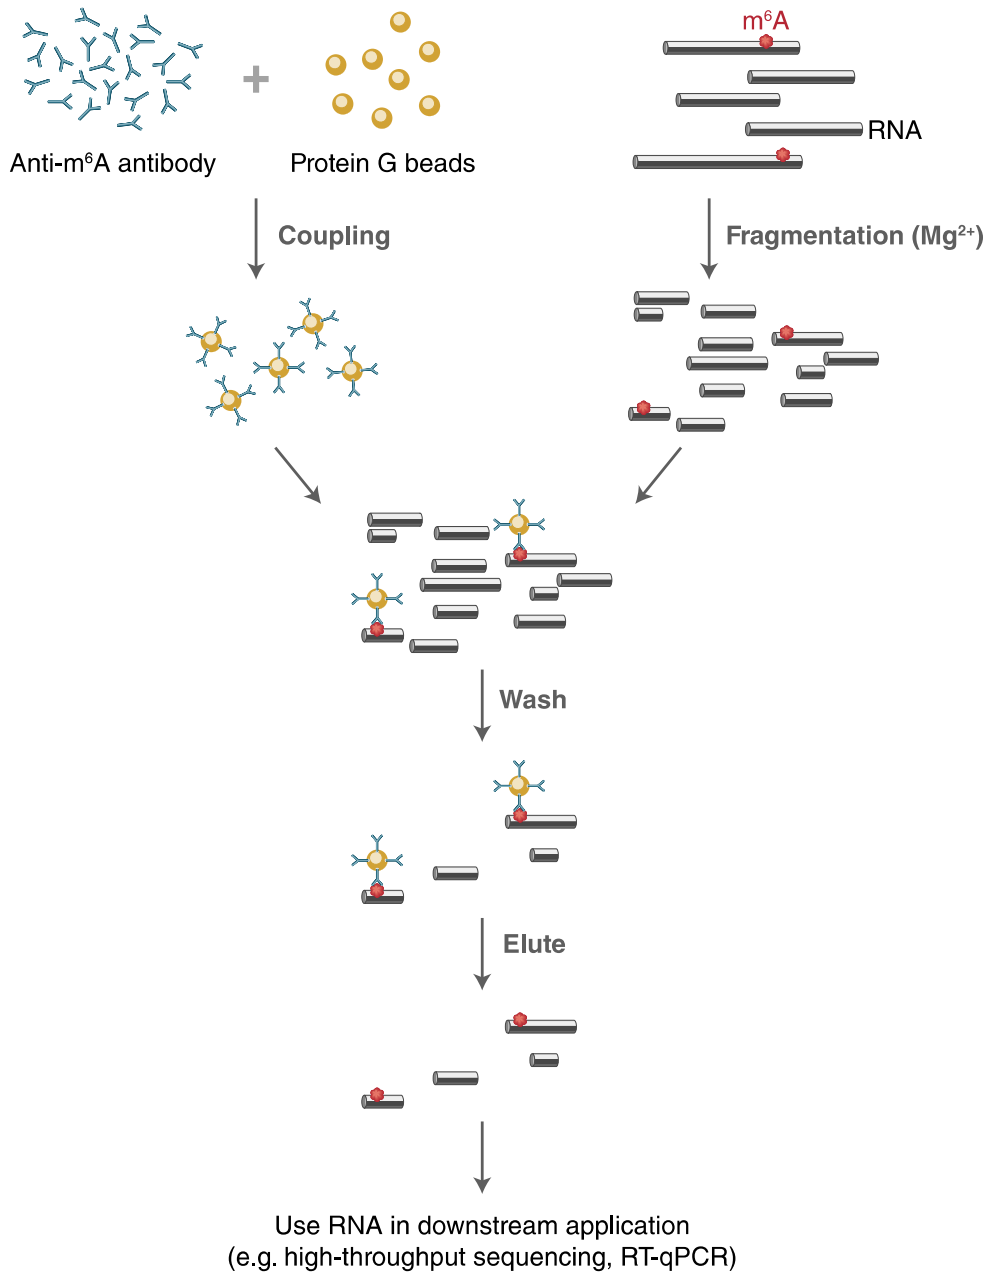 m⁶A
RNA
Anti-m⁶A antibody
+
Protein G beads
Coupling
Fragmentation (Mg²⁺)
Wash
Elute
Use RNA in downstream application
(e.g. high-throughput sequencing, RT-qPCR)